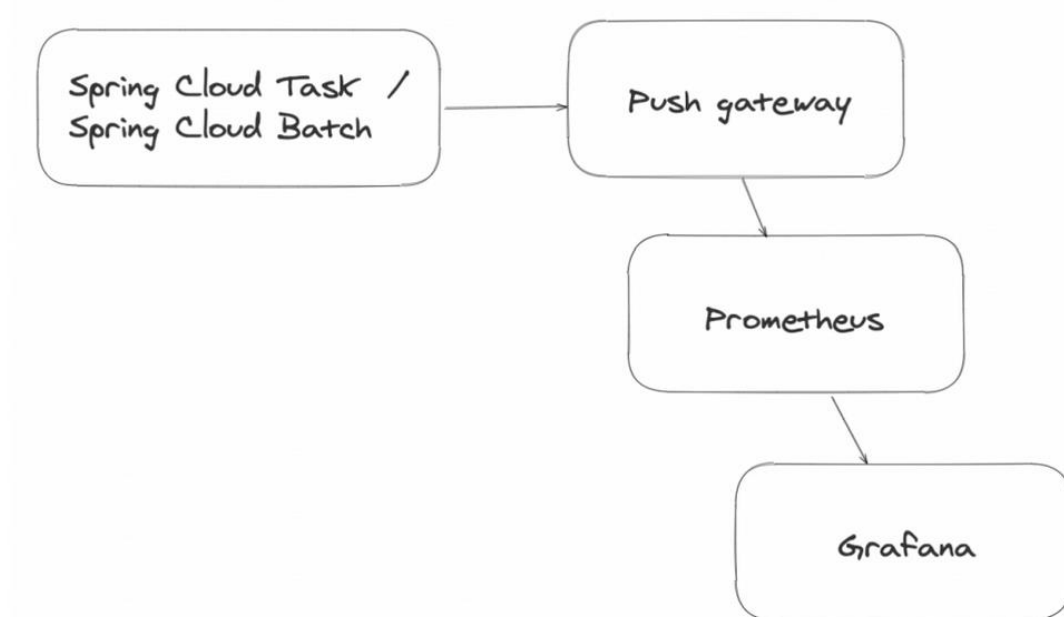 Spring Cloud Task /
Spring Cloud Batch
Push gateway
Prometheus
Grafana